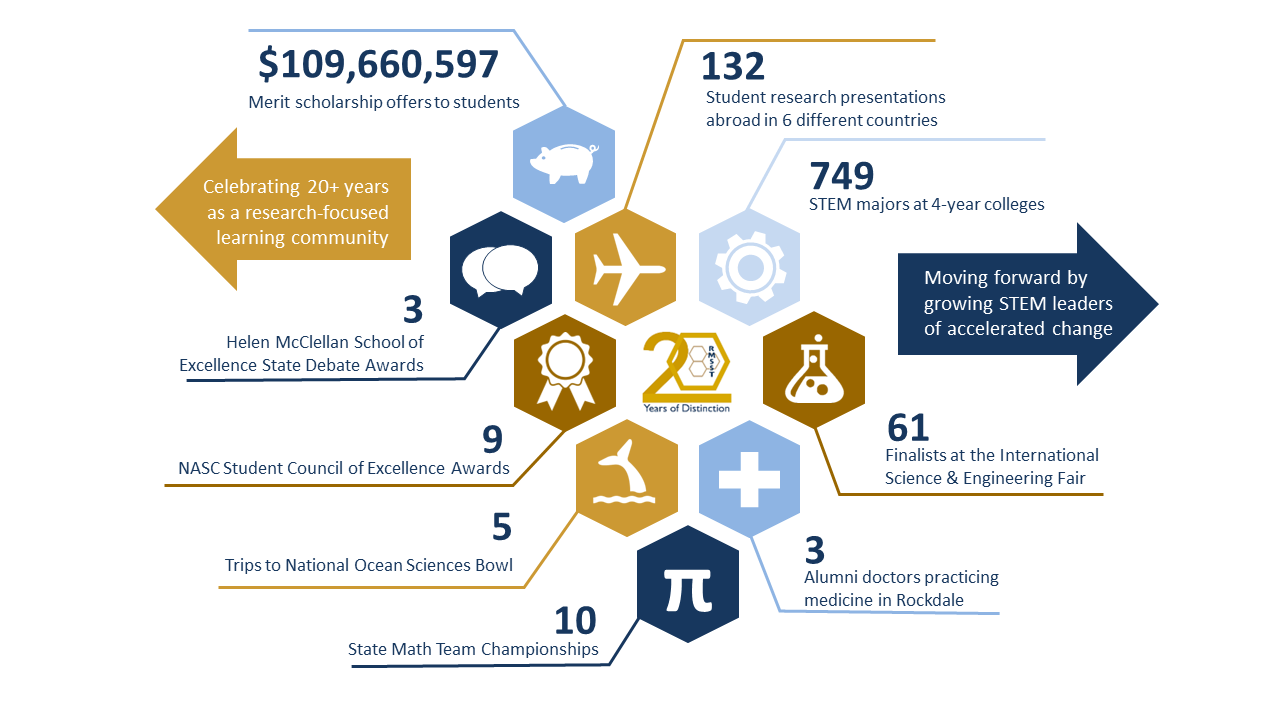 $109,660,597
Merit scholarship offers to students
132
Student research presentations
abroad in 6 different countries
749
STEM majors at 4-year colleges
Celebrating 20+ years
as a research-focused
learning community
Moving forward by
growing STEM leaders
of accelerated change
3
Helen McClellan School of
Excellence State Debate Awards
20
RMSST
Years of Distinction
9
NASC Student Council of Excellence Awards
61
Finalists at the International
Science & Engineering Fair
5
Trips to National Ocean Sciences Bowl
3
Alumni doctors practicing
medicine in Rockdale
π
10
State Math Team Championships